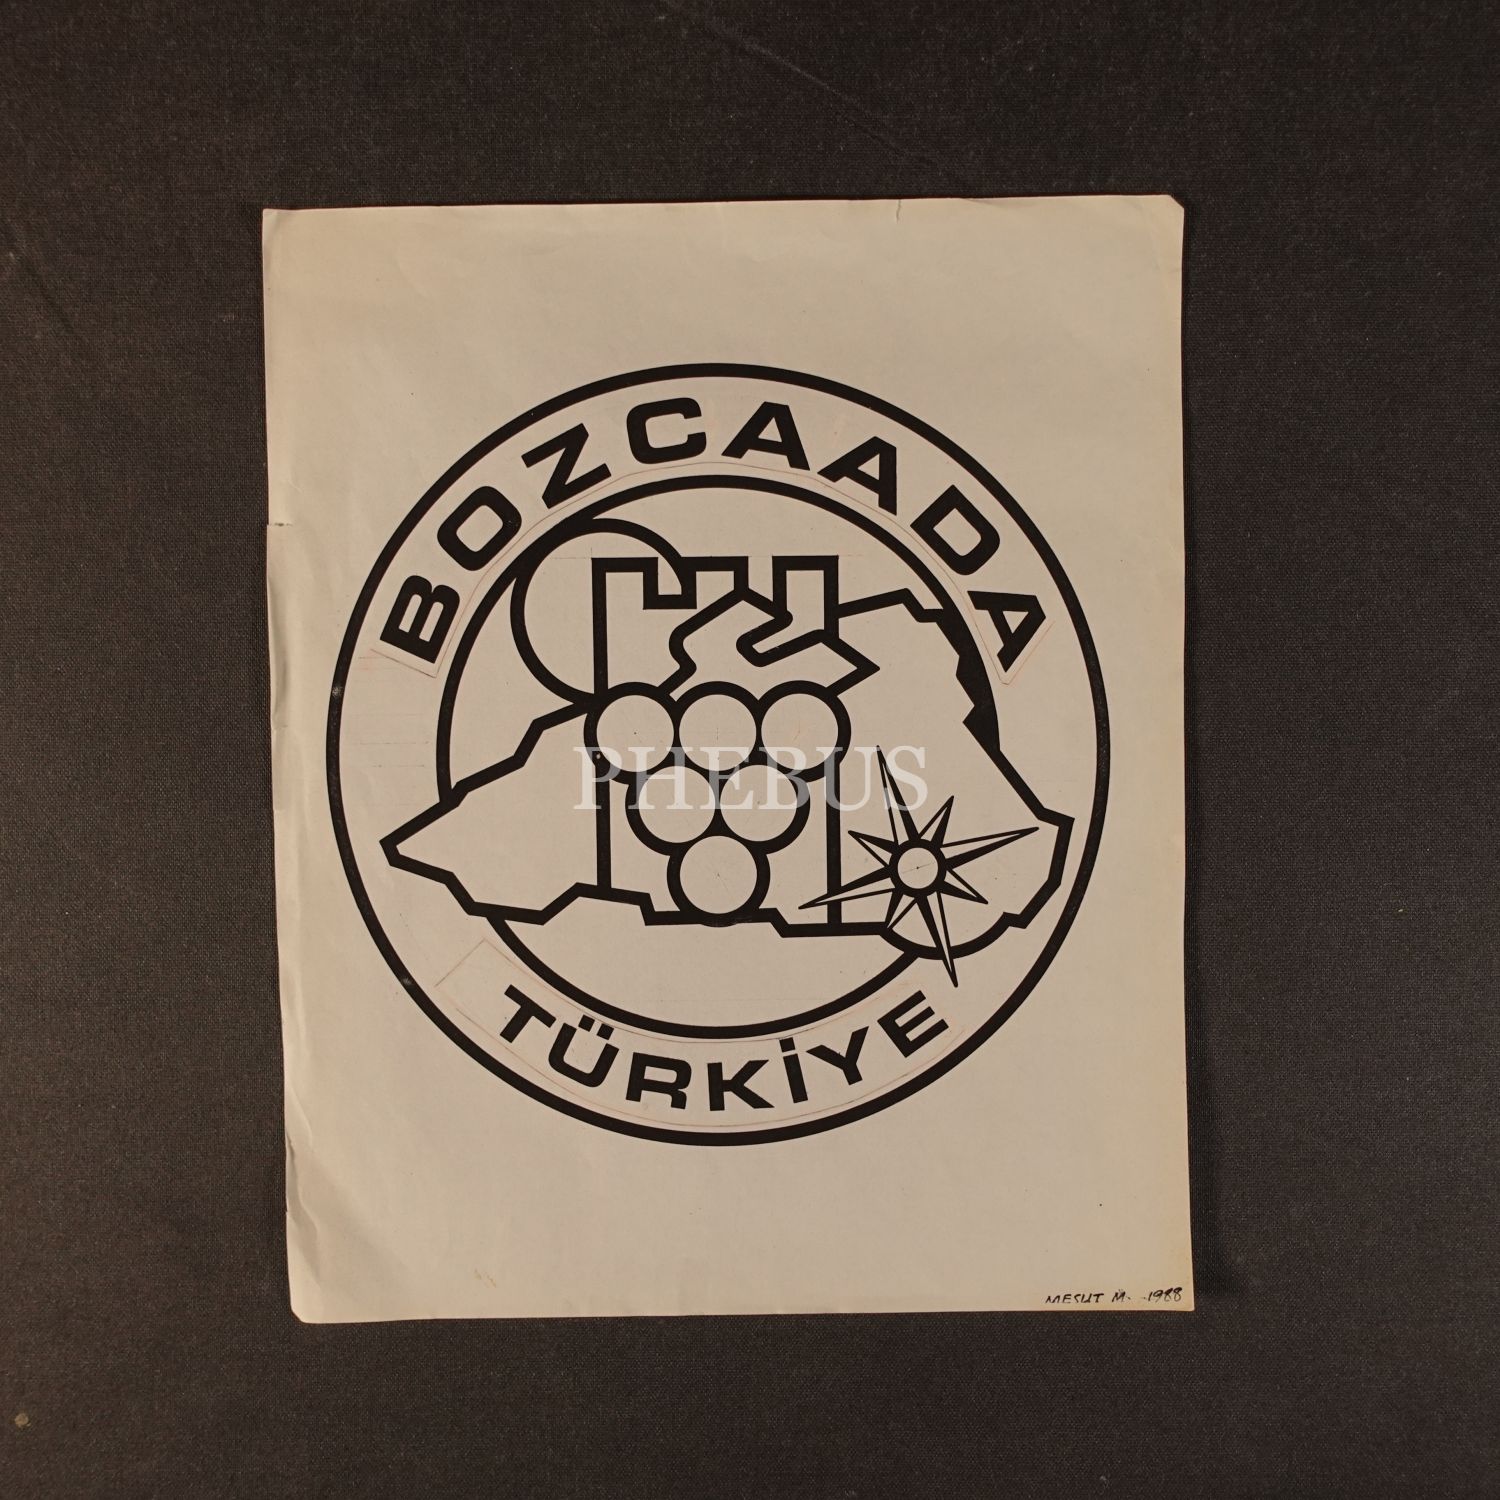 BOZCAADA
PHEBUS
TÜRKİYE
MESUT M. 1988